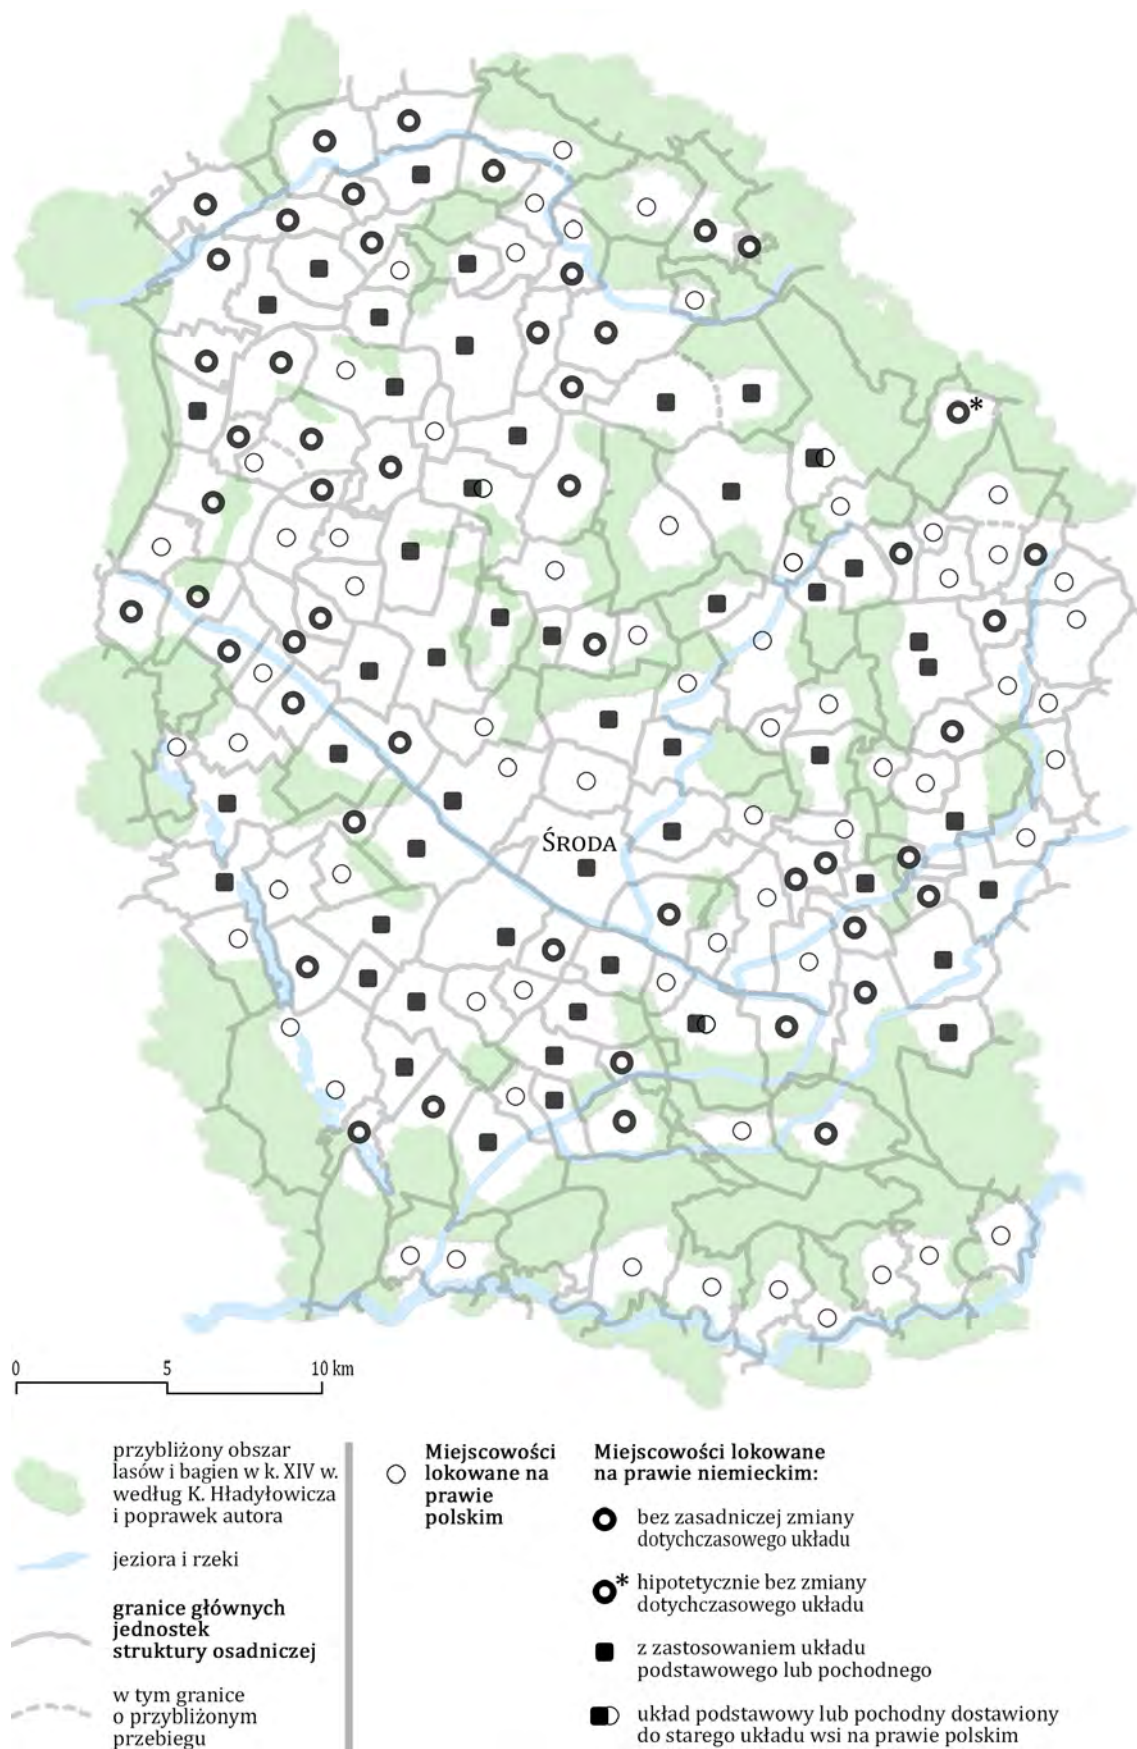 *
ŚRODA
0 5 10 km
przybliżony obszar
lasów i bagien w k. XIV w.
według K. Hładyłowicza
i poprawek autora
jeziora i rzeki
granice głównych
jednostek
struktury osadniczej
w tym granice
o przybliżonym
przebiegu
Miejscowości
lokowane na
prawie
polskim
Miejscowości lokowane
na prawie niemieckim:
bez zasadniczej zmiany
dotychczasowego układu
* hipotetycznie bez zmiany
dotychczasowego układu
z zastosowaniem układu
podstawowego lub pochodnego
układ podstawowy lub pochodny dostawiony
do starego układu wsi na prawie polskim